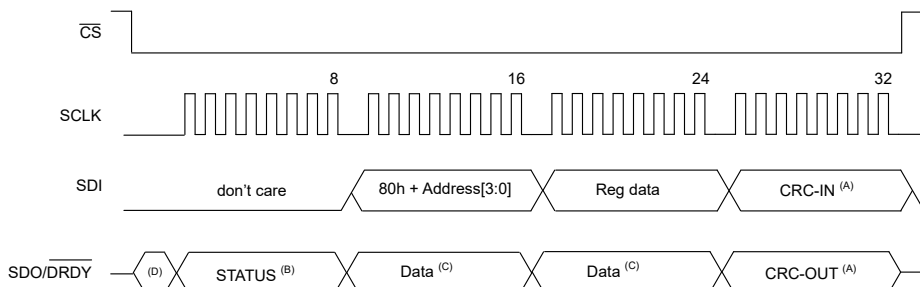 CS
8 16 24 32
SCLK
SDI don't care 80h + Address[3:0] Reg data CRC-IN (A)
SDO/DRDY (D) STATUS (B) Data (C) Data (C) CRC-OUT (A)